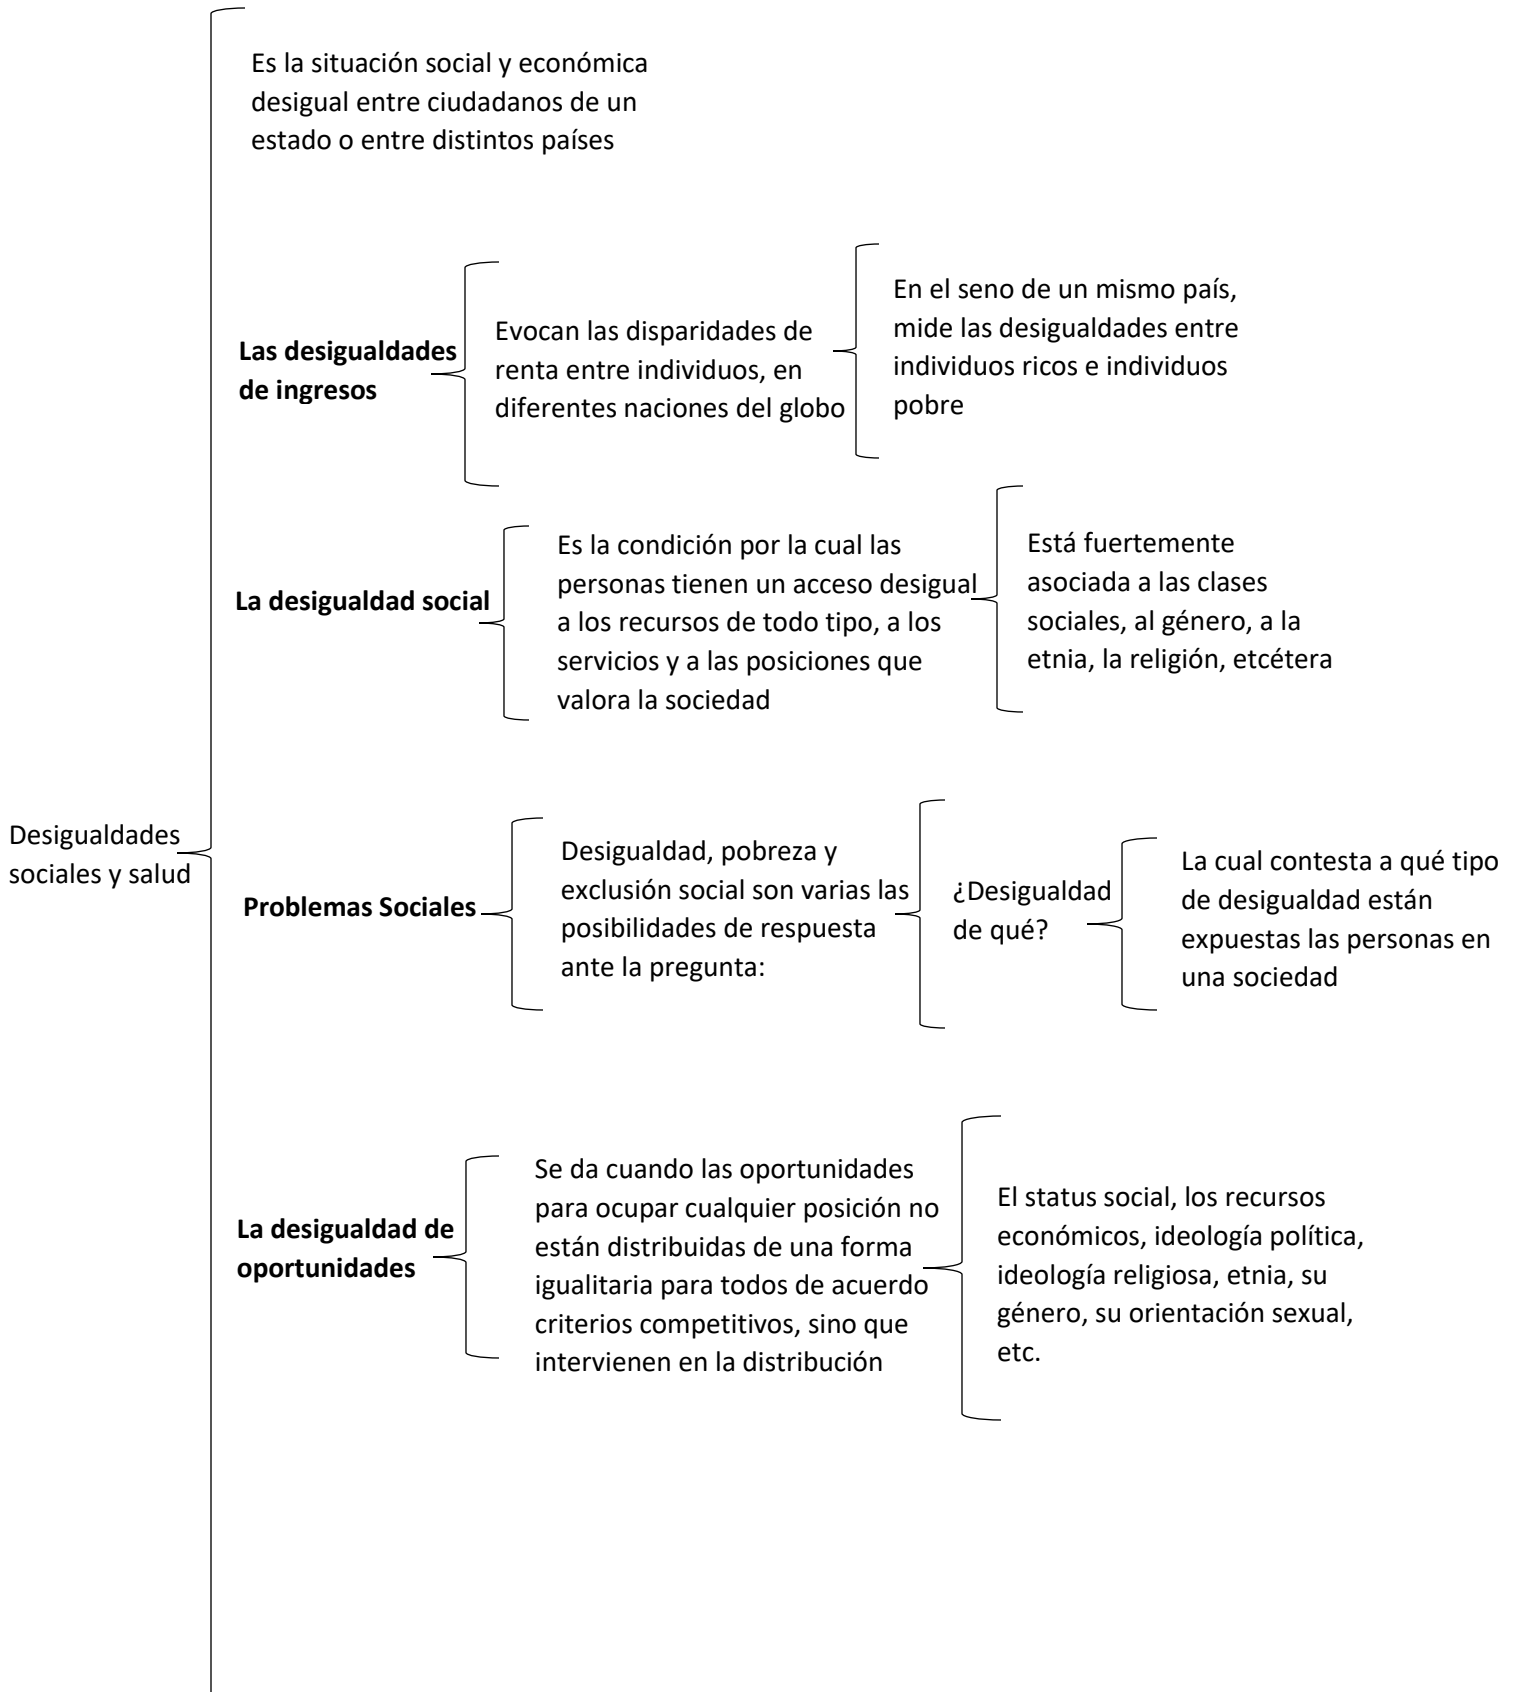 Es la situación social y económica
desigual entre ciudadanos de un
estado o entre distintos países
Las desigualdades
de ingresos
Evocan las disparidades de
renta entre individuos, en
diferentes naciones del globo
En el seno de un mismo país,
mide las desigualdades entre
individuos ricos e individuos
pobre
La desigualdad social
Es la condición por la cual las
personas tienen un acceso desigual
a los recursos de todo tipo, a los
servicios y a las posiciones que
valora la sociedad
Está fuertemente
asociada a las clases
sociales, al género, a la
etnia, la religión, etcétera
Desigualdades
sociales y salud
Problemas Sociales
Desigualdad, pobreza y
exclusión social son varias las
posibilidades de respuesta
ante la pregunta:
¿Desigualdad
de qué?
La cual contesta a qué tipo
de desigualdad están
expuestas las personas en
una sociedad
La desigualdad de
oportunidades
Se da cuando las oportunidades
para ocupar cualquier posición no
están distribuidas de una forma
igualitaria para todos de acuerdo
criterios competitivos, sino que
intervienen en la distribución
El status social, los recursos
económicos, ideología política,
ideología religiosa, etnia, su
género, su orientación sexual,
etc.